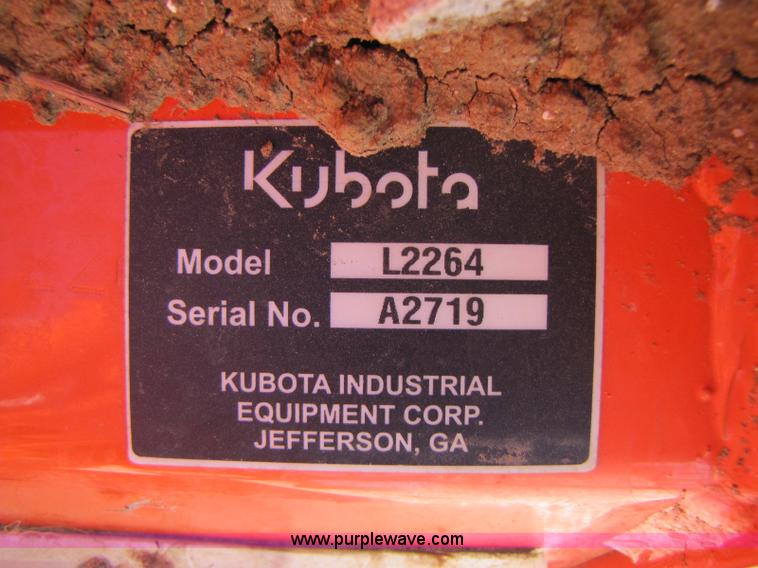 Kubota
Model L2264
Serial No. A2719
KUBOTA INDUSTRIAL
EQUIPMENT CORP.
JEFFERSON, GA
www.purplewave.com